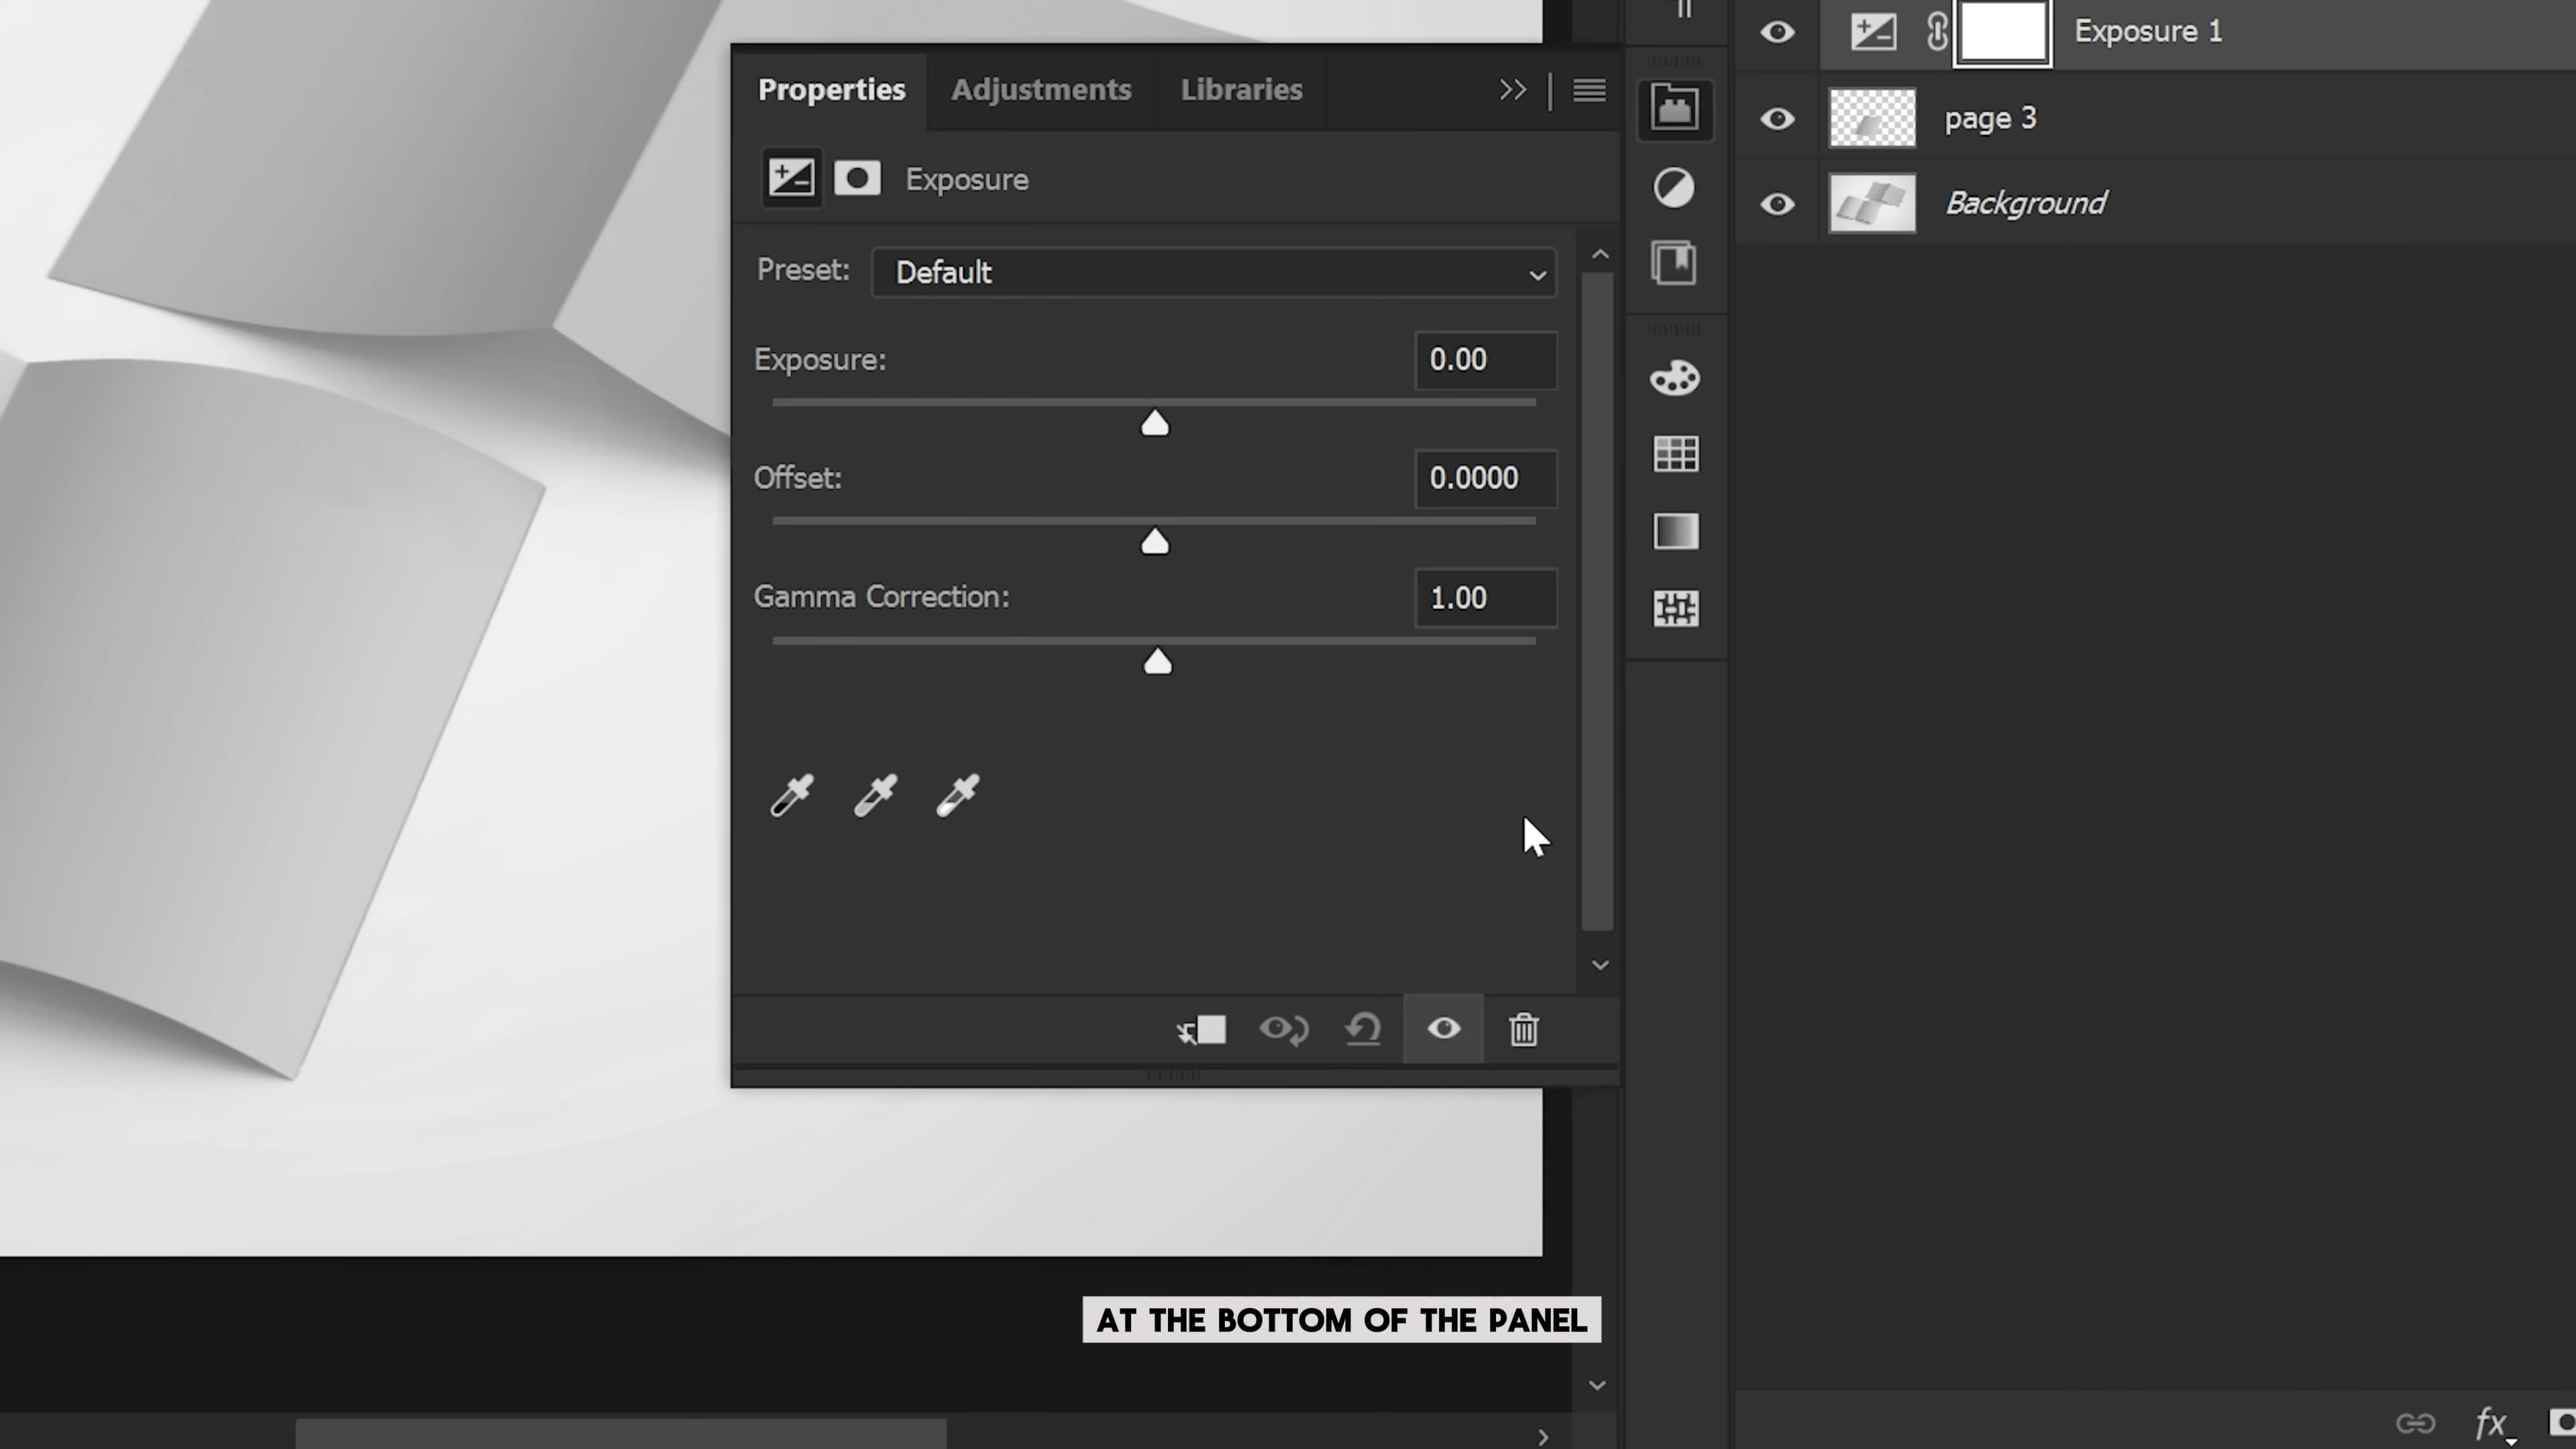 Properties
Adjustments
Libraries
Exposure
Preset:
Default
Exposure:
0.00
Offset:
0.0000
Gamma Correction:
1.00
Exposure 1
page 3
Background
AT THE BOTTOM OF THE PANEL
fx